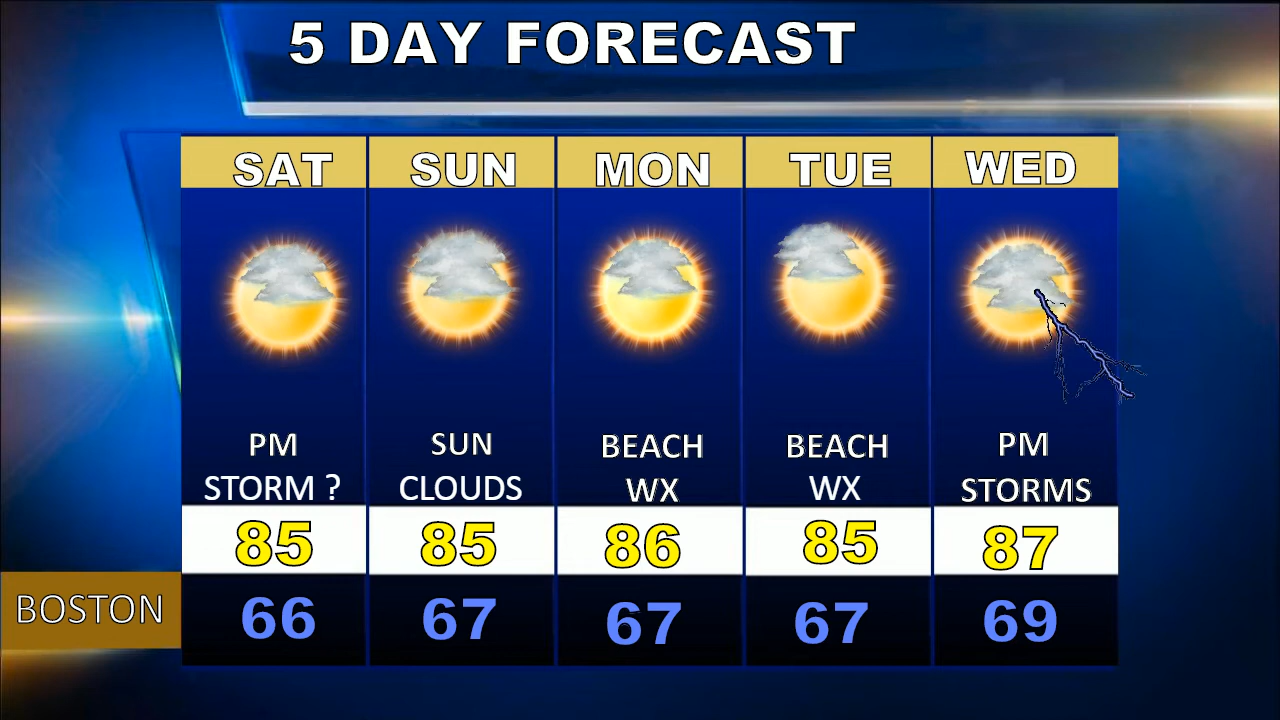 5 DAY FORECAST
SAT SUN MON TUE WED
PM SUN BEACH BEACH PM
STORM ? CLOUDS WX WX STORMS
85 85 86 85 87
BOSTON 66 67 67 67 69